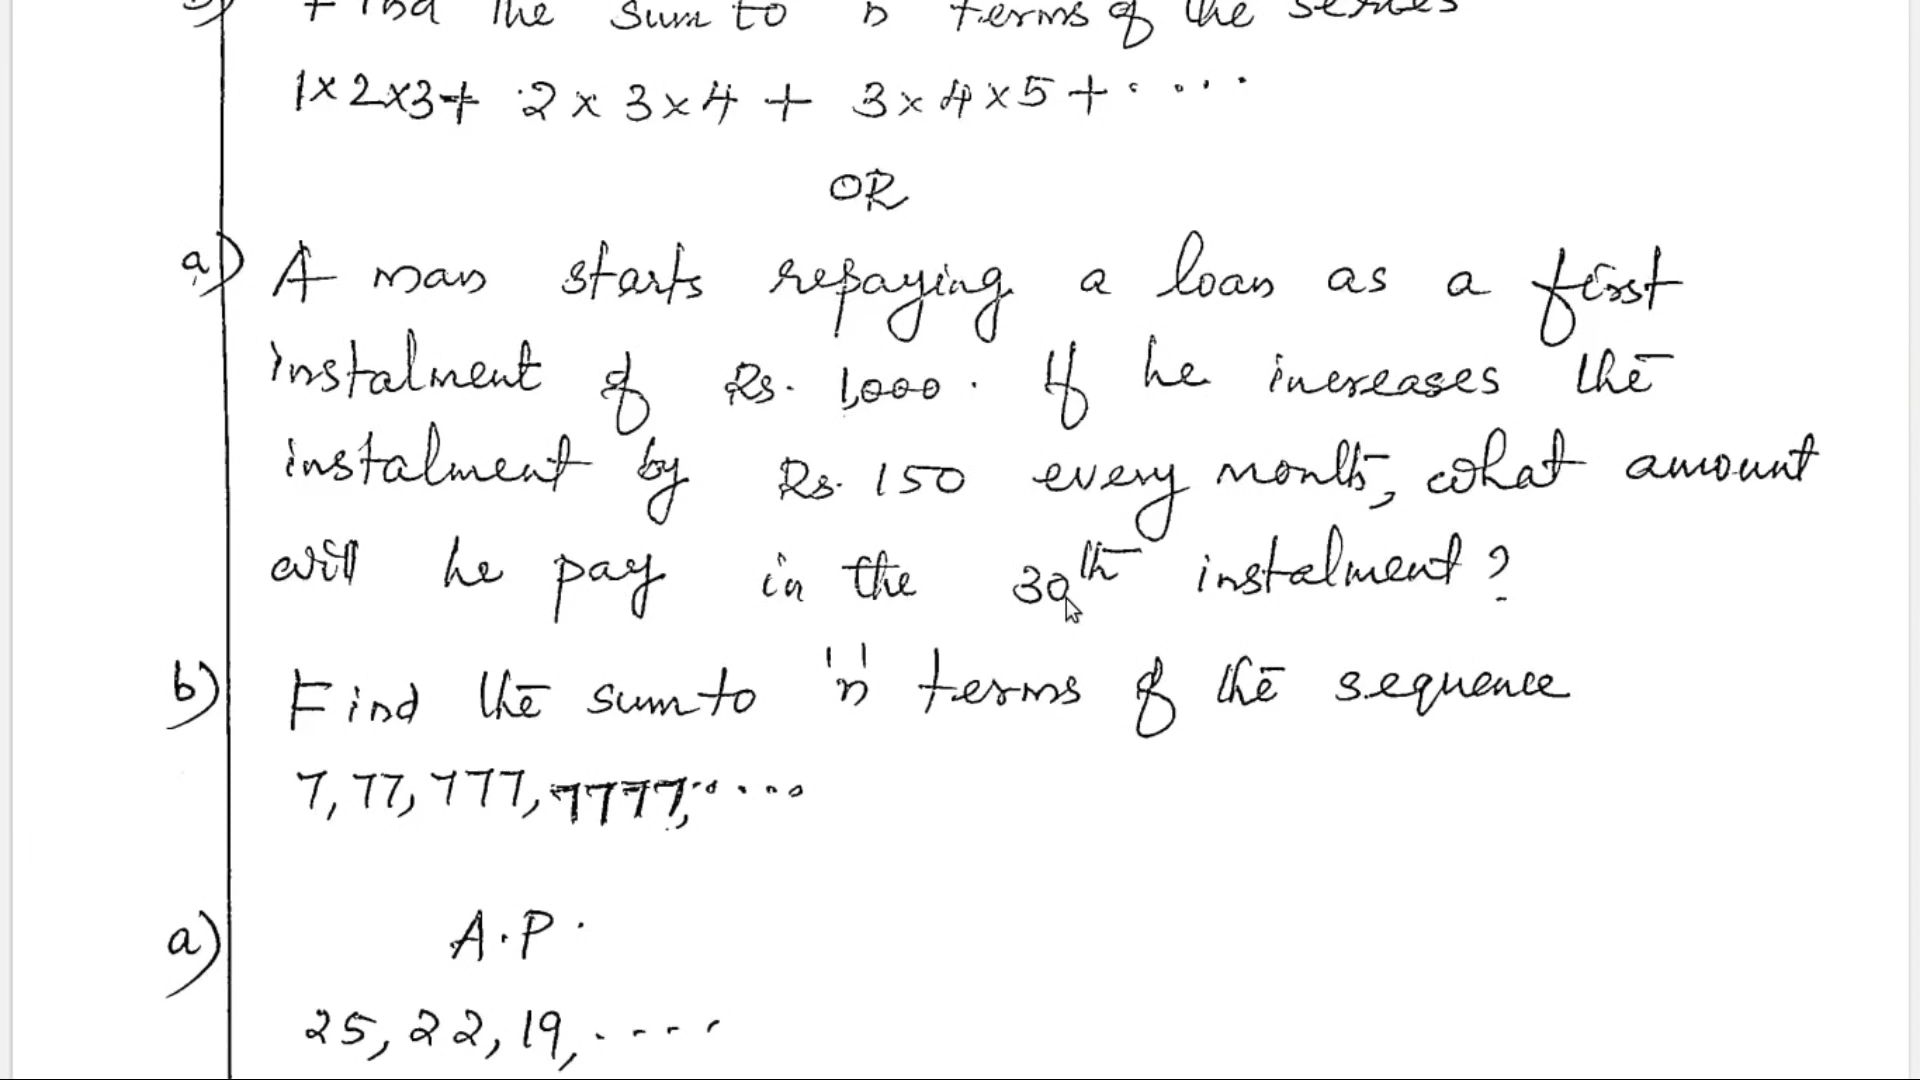 b) Find the sum to n terms of the series
1×2×3+ 2×3×4 + 3×4×5+....
OR
a) A man starts repaying a loan as a first
instalment of Rs. 1,000. If he increases the
instalment by Rs. 150 every month, what amount
will he pay in the 30th instalment?
b) Find the sum to 'n' terms of the sequence
7, 77, 777, 7777,.....
a) A.P.
25, 22, 19,....